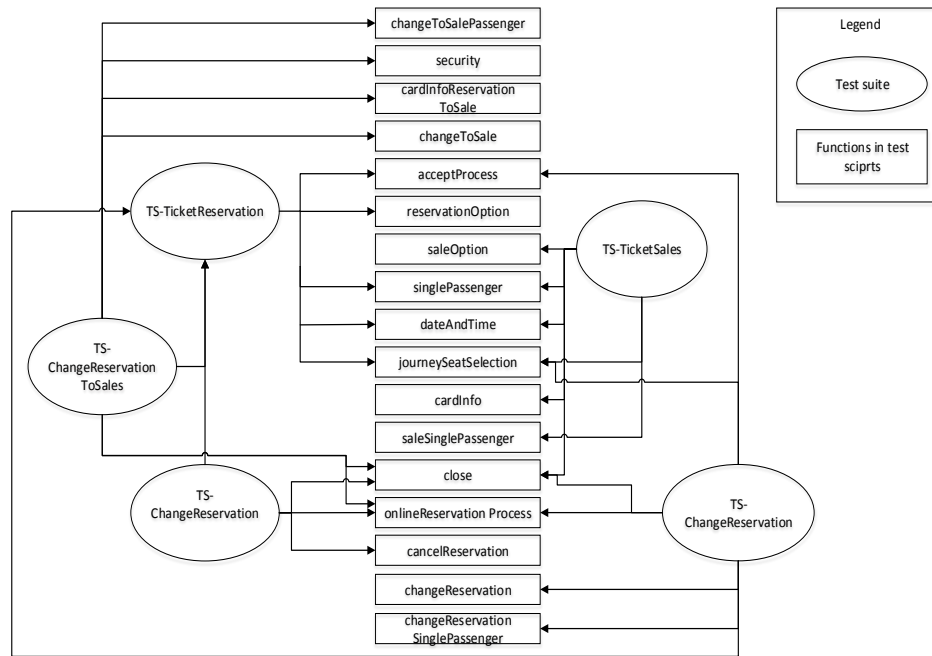 changeToSalePassenger
security
cardInfoReservation
ToSale
changeToSale
acceptProcess
reservationOption
saleOption
singlePassenger
dateAndTime
journeySeatSelection
cardInfo
saleSinglePassenger
close
onlineReservation Process
cancelReservation
changeReservation
changeReservation
SinglePassenger
TS-TicketReservation
TS-
ChangeReservation
ToSales
TS-
ChangeReservation
TS-TicketSales
TS-
ChangeReservation
Legend
Test suite
Functions in test
sciprts